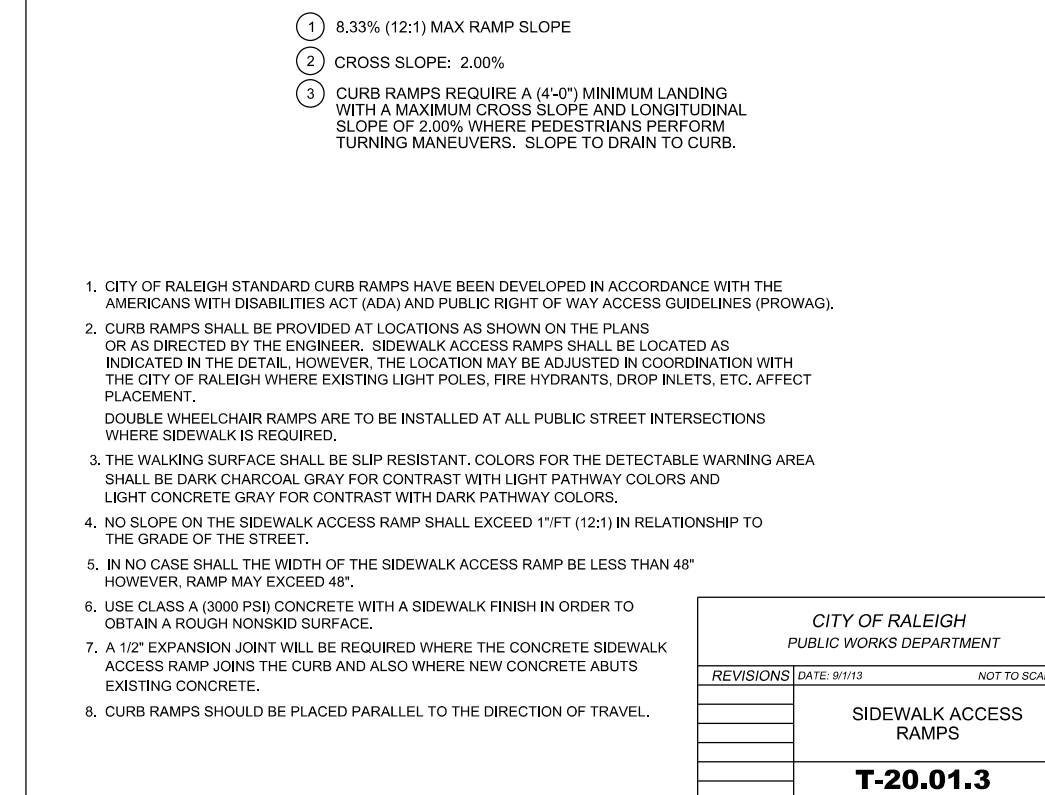 1 8.33% (12:1) MAX RAMP SLOPE
2 CROSS SLOPE: 2.00%
3 CURB RAMPS REQUIRE A (4'-0") MINIMUM LANDING
WITH A MAXIMUM CROSS SLOPE AND LONGITUDINAL
SLOPE OF 2.00% WHERE PEDESTRIANS PERFORM
TURNING MANEUVERS. SLOPE TO DRAIN TO CURB.
1. CITY OF RALEIGH STANDARD CURB RAMPS HAVE BEEN DEVELOPED IN ACCORDANCE WITH THE
AMERICANS WITH DISABILITIES ACT (ADA) AND PUBLIC RIGHT OF WAY ACCESS GUIDELINES (PROWAG).
2. CURB RAMPS SHALL BE PROVIDED AT LOCATIONS AS SHOWN ON THE PLANS
OR AS DIRECTED BY THE ENGINEER. SIDEWALK ACCESS RAMPS SHALL BE LOCATED AS
INDICATED IN THE DETAIL, HOWEVER, THE LOCATION MAY BE ADJUSTED IN COORDINATION WITH
THE CITY OF RALEIGH WHERE EXISTING LIGHT POLES, FIRE HYDRANTS, DROP INLETS, ETC. AFFECT
PLACEMENT.
DOUBLE WHEELCHAIR RAMPS ARE TO BE INSTALLED AT ALL PUBLIC STREET INTERSECTIONS
WHERE SIDEWALK IS REQUIRED.
3. THE WALKING SURFACE SHALL BE SLIP RESISTANT. COLORS FOR THE DETECTABLE WARNING AREA
SHALL BE DARK CHARCOAL GRAY FOR CONTRAST WITH LIGHT PATHWAY COLORS AND
LIGHT CONCRETE GRAY FOR CONTRAST WITH DARK PATHWAY COLORS.
4. NO SLOPE ON THE SIDEWALK ACCESS RAMP SHALL EXCEED 1"/FT (12:1) IN RELATIONSHIP TO
THE GRADE OF THE STREET.
5. IN NO CASE SHALL THE WIDTH OF THE SIDEWALK ACCESS RAMP BE LESS THAN 48"
HOWEVER, RAMP MAY EXCEED 48".
6. USE CLASS A (3000 PSI) CONCRETE WITH A SIDEWALK FINISH IN ORDER TO
OBTAIN A ROUGH NONSKID SURFACE.
7. A 1/2" EXPANSION JOINT WILL BE REQUIRED WHERE THE CONCRETE SIDEWALK
ACCESS RAMP JOINS THE CURB AND ALSO WHERE NEW CONCRETE ABUTS
EXISTING CONCRETE.
8. CURB RAMPS SHOULD BE PLACED PARALLEL TO THE DIRECTION OF TRAVEL.
CITY OF RALEIGH
PUBLIC WORKS DEPARTMENT
REVISIONS DATE: 9/1/13 NOT TO
SIDEWALK ACCESS
RAMPS
T-20.01.3